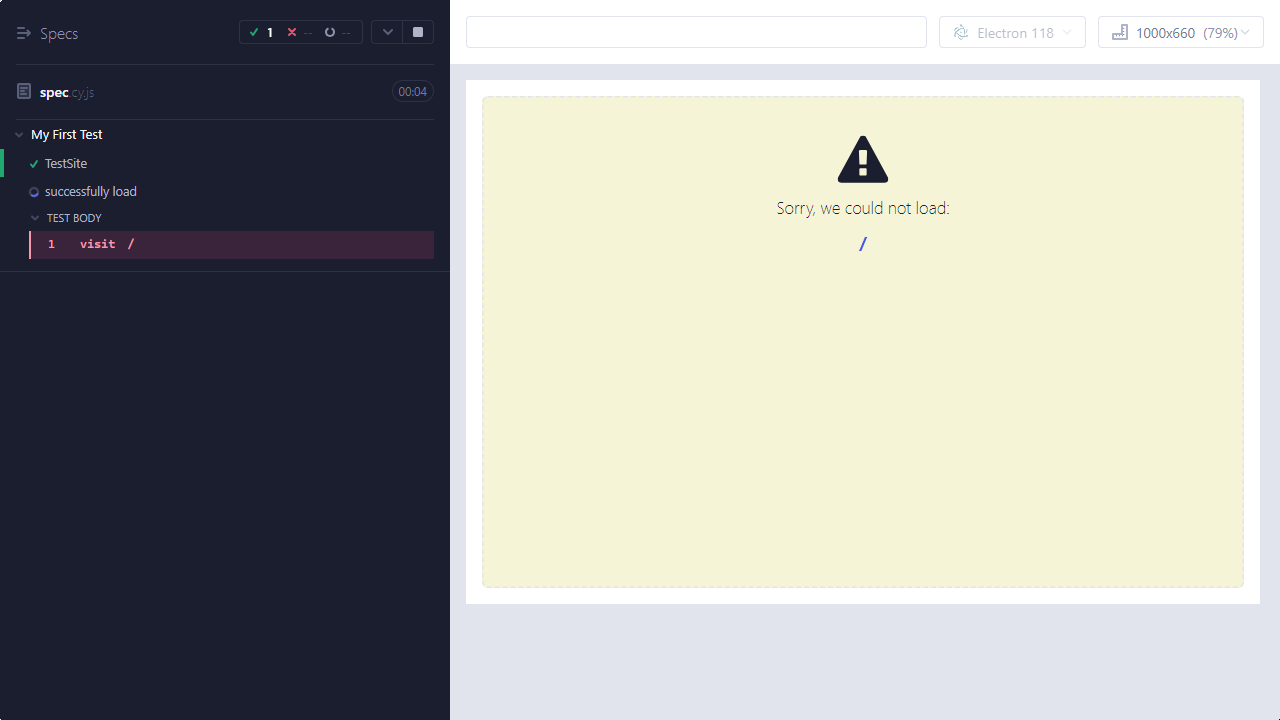 Specs
1 -- --
spec.cy.js
00:04
My First Test
TestSite
successfully load
TEST BODY
1 visit /
Electron 118
1000x660 (79%)
Sorry, we could not load:
/